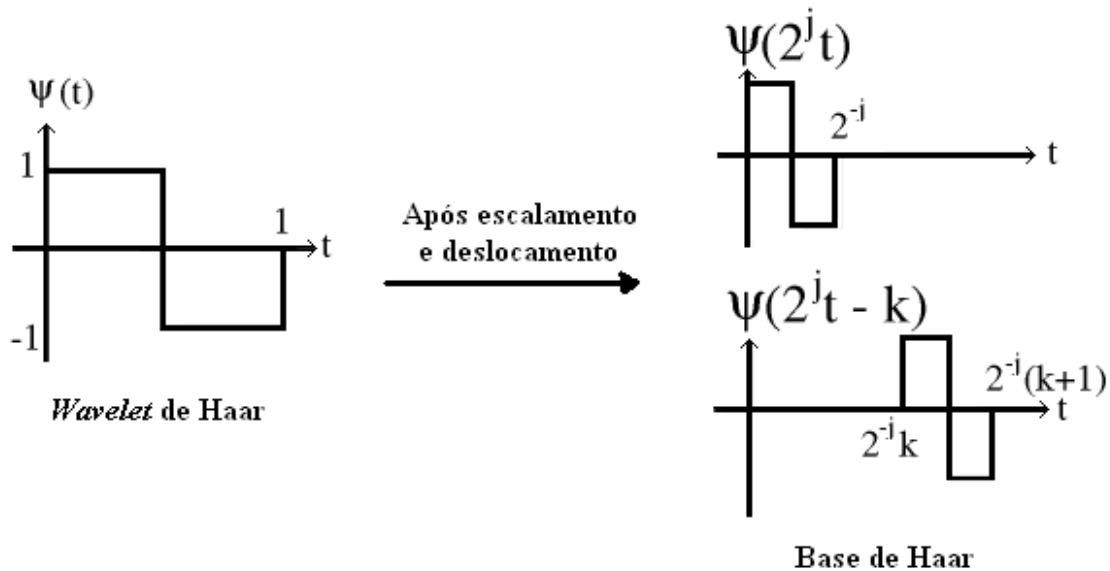 ψ(t)
1
1
t
-1
Wavelet de Haar
Após escalamento
e deslocamento
ψ(2^j t)
2^-j
t
ψ(2^j t - k)
2^-j(k+1)
t
2^-j k
Base de Haar